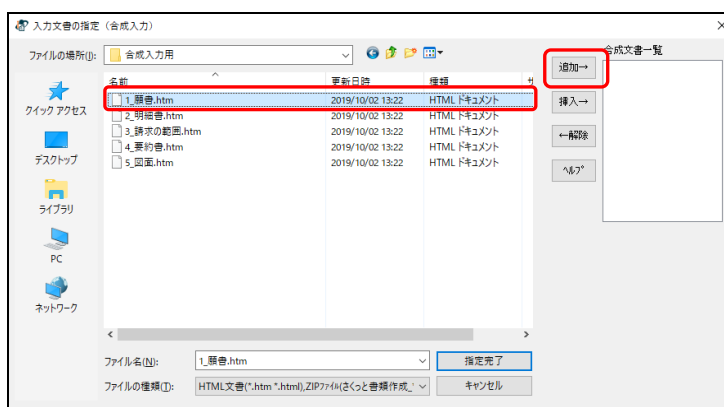 入力文書の指定（合成入力）
ファイルの場所(I):
合成入力用
合成文書一覧
追加→
挿入→
←解除
ﾍﾙﾌﾟ
名前
更新日時
種類
1_願書.htm
2019/10/02 13:22
HTML ドキュメント
2_明細書.htm
2019/10/02 13:22
HTML ドキュメント
3_請求の範囲.htm
2019/10/02 13:22
HTML ドキュメント
4_要約書.htm
2019/10/02 13:22
HTML ドキュメント
5_図面.htm
2019/10/02 13:22
HTML ドキュメント
クイック アクセス
デスクトップ
ライブラリ
PC
ネットワーク
ファイル名(N):
1_願書.htm
指定完了
ファイルの種類(T):
HTML文書(*.htm *.html),ZIPﾌｧｲﾙ(さくっと書類作成_
キャンセル